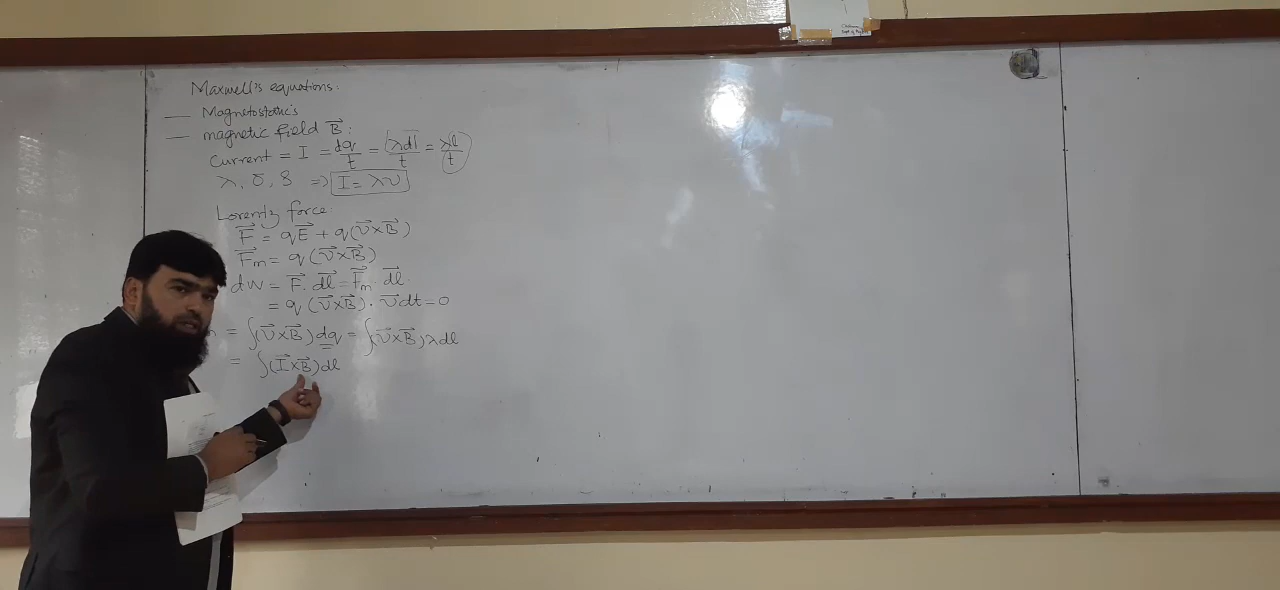 Maxwell's equations:
— Magnetostatics
— magnetic field B⃗:
Current = I = dq/t = λdl/t = λl/t
λ, σ, ρ ⇒ I = λv
Lorentz force:
F⃗ = qE⃗ + q(v⃗×B⃗)
F⃗m = q(v⃗×B⃗)
dW = F⃗ · dl⃗ = F⃗m · dl⃗.
= q(v⃗×B⃗) · v⃗dt = 0
m = ∫(v⃗×B⃗)dq = ∫(v⃗×B⃗)λdl
= ∫(I⃗×B⃗)dl